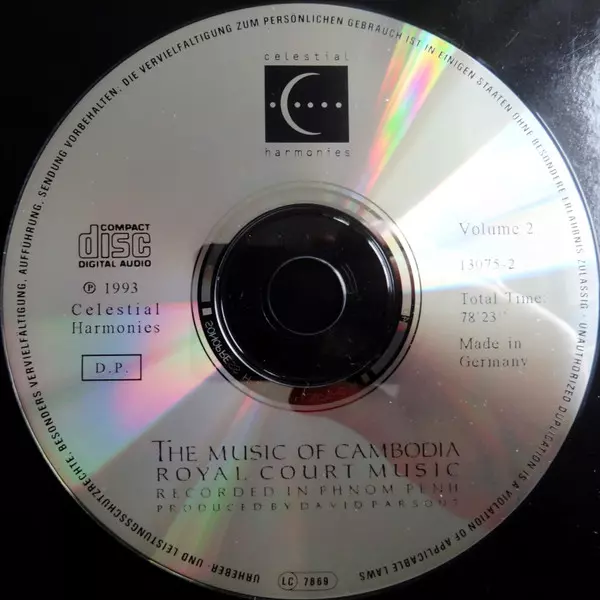 URHEBER- UND LEISTUNGSSCHUTZRECHTE, BESONDERS VERVIELFÄLTIGUNG, AUFFÜHRUNG, SENDUNG VORBEHALTEN: DIE VERVIELFÄLTIGUNG ZUM PERSÖNLICHEN GEBRAUCH IST IN EINIGEN STAATEN OHNE BESONDERE ERLAUBNIS ZULÄSSIG · UNAUTHORIZED DUPLICATION IS A VIOLATION OF APPLICABLE LAWS
celestial
harmonies
COMPACT
disc
DIGITAL AUDIO
℗ 1993
Celestial
Harmonies
D.P.
Volume 2
13075-2
Total Time
78'23"
Made in
Germany
THE MUSIC OF CAMBODIA
ROYAL COURT MUSIC
RECORDED IN PHNOM PENH
PRODUCED BY DAVID PARSONS
LC 7869